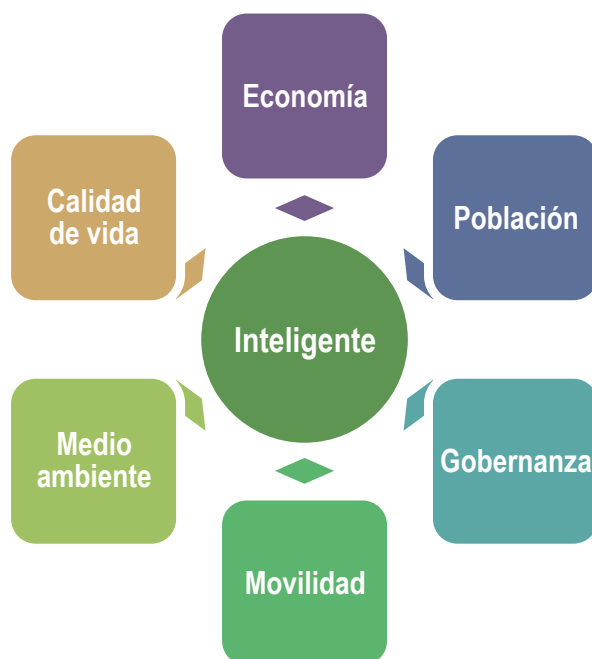 Economía
Calidad
de vida
Población
Inteligente
Medio
ambiente
Gobernanza
Movilidad